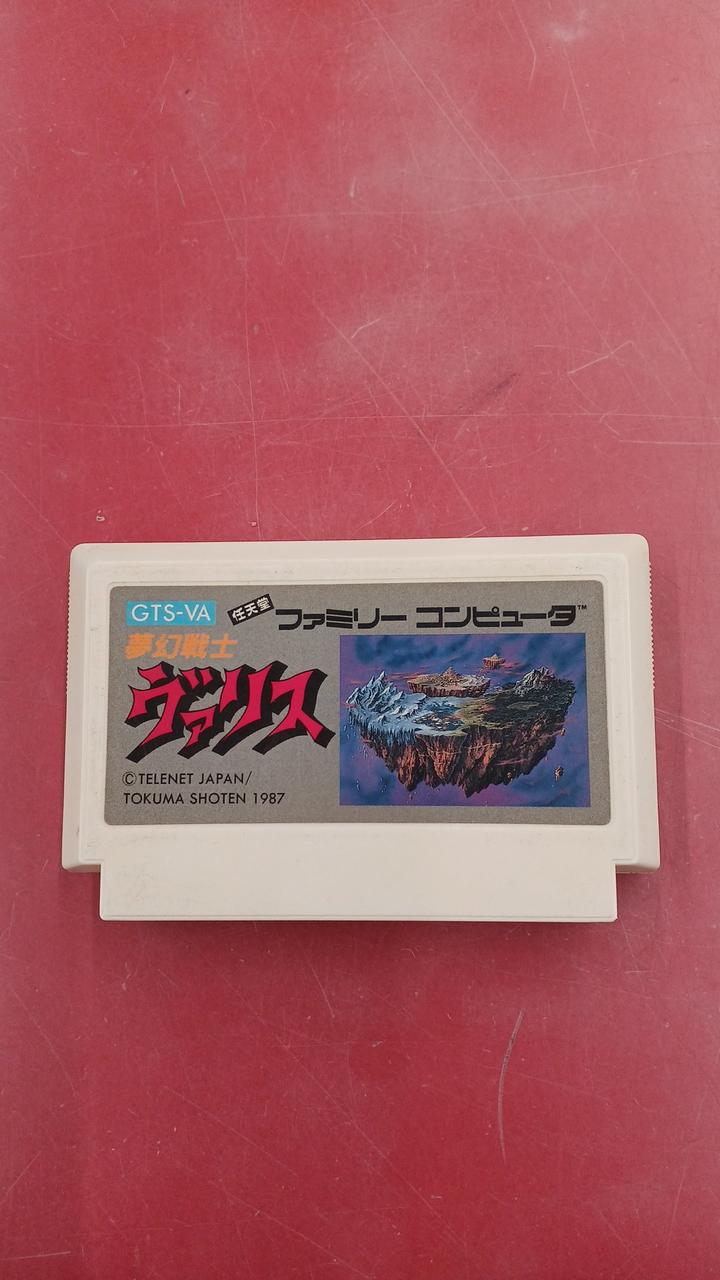 GTS-VA 任天堂 ファミリー コンピュータ™
夢幻戦士
ヴァリス
©TELENET JAPAN/
TOKUMA SHOTEN 1987